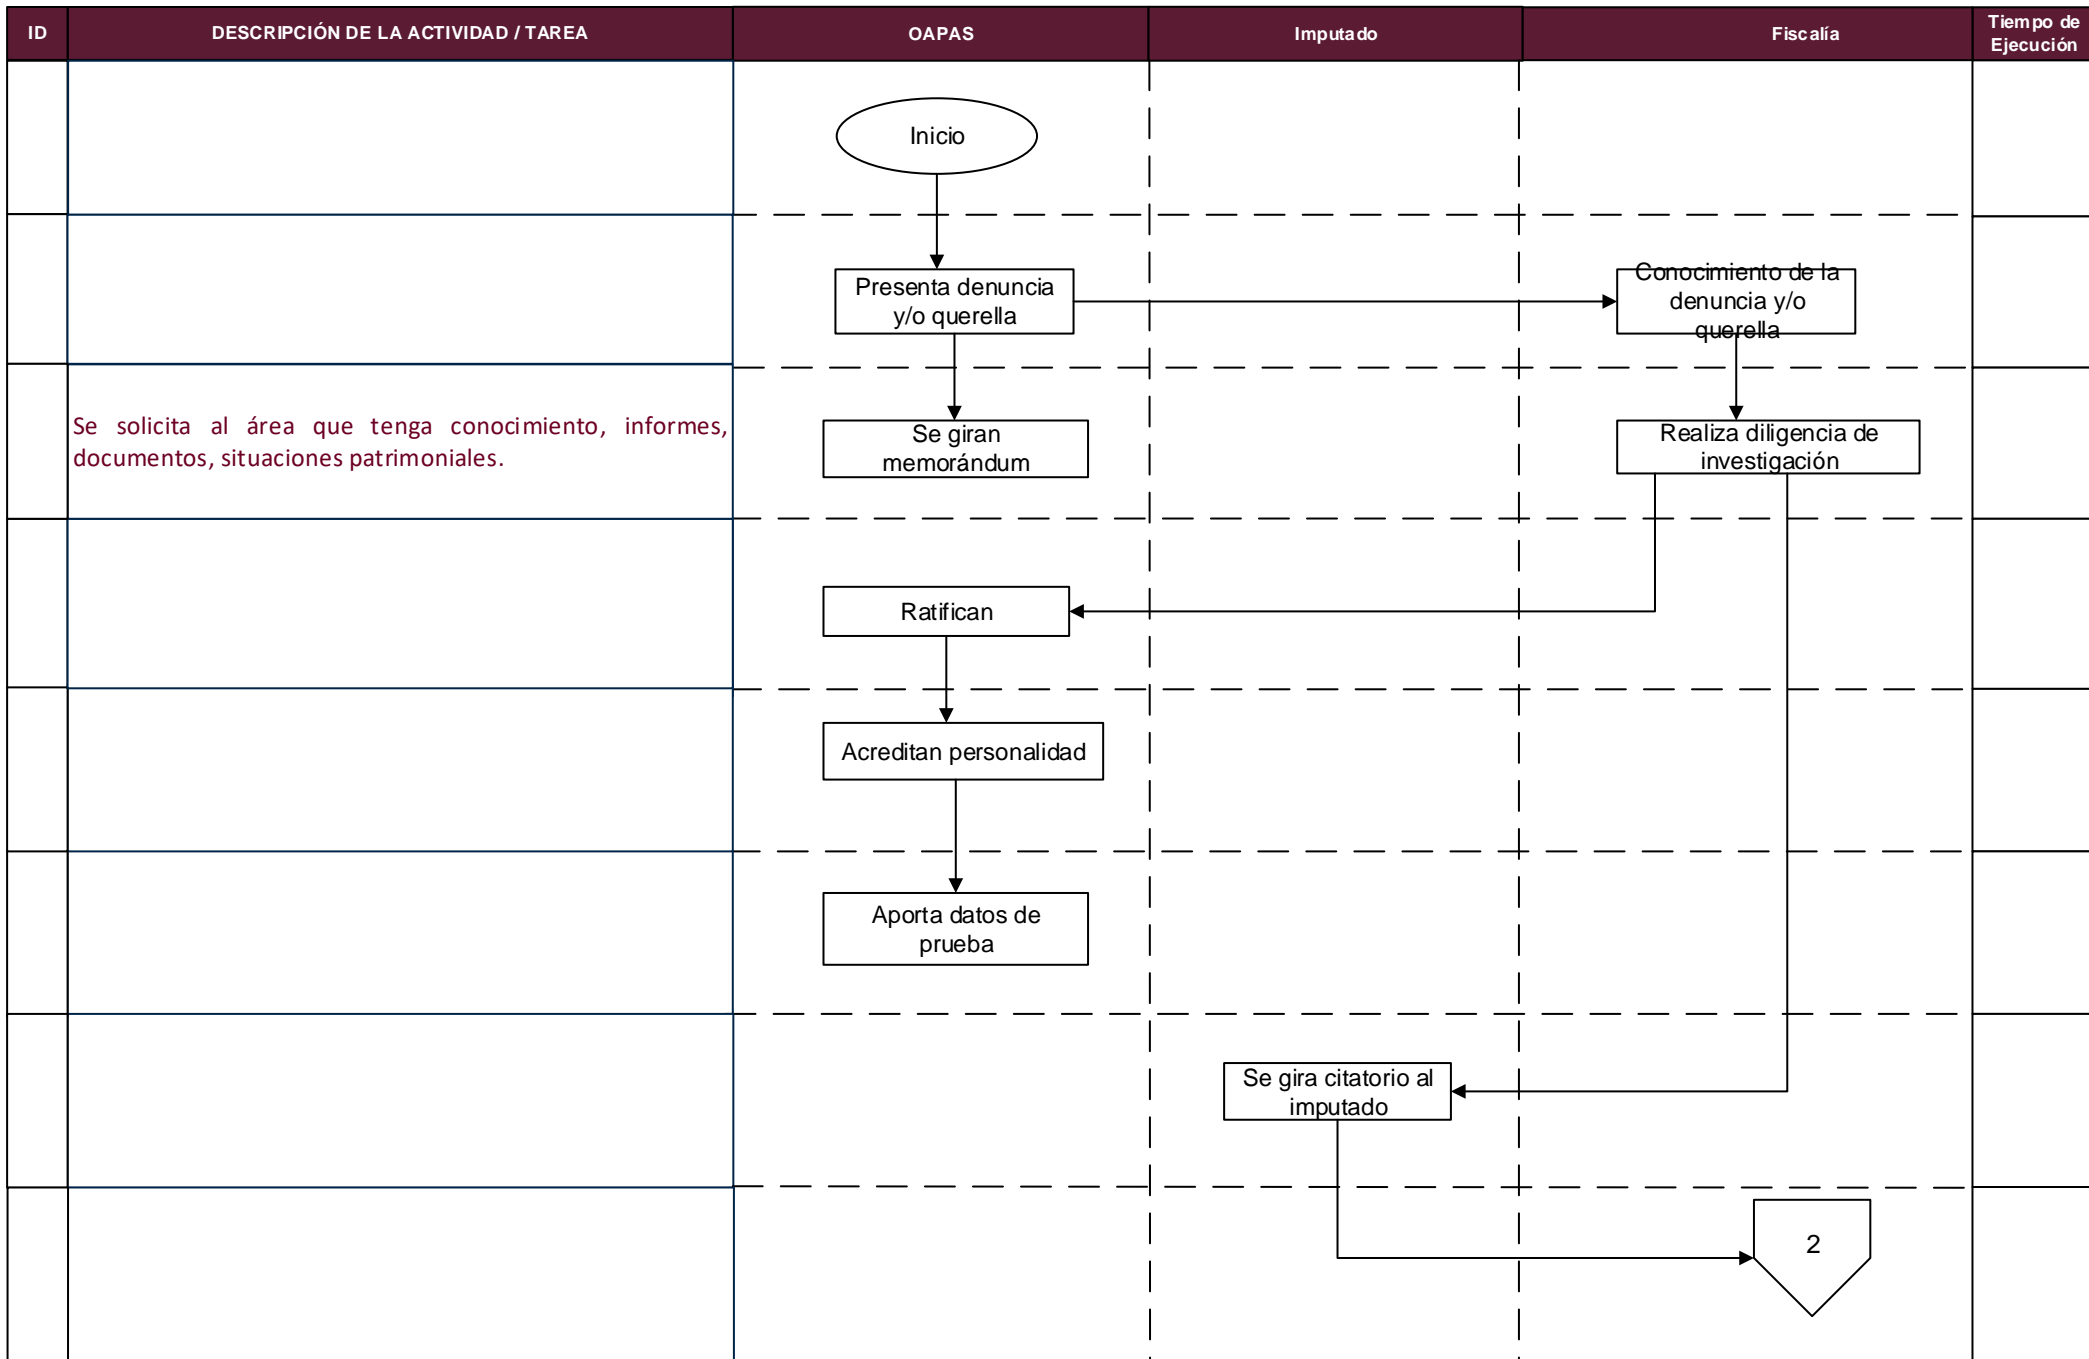 ID
DESCRIPCIÓN DE LA ACTIVIDAD / TAREA
OAPAS
Imputado
Fiscalía
Tiempo de
Ejecución
Inicio
Presenta denuncia
y/o querella
Conocimiento de la
denuncia y/o
querella
Se solicita al área que tenga conocimiento, informes,
documentos, situaciones patrimoniales.
Se giran
memorándum
Realiza diligencia de
investigación
Ratifican
Acreditan personalidad
Aporta datos de
prueba
Se gira citatorio al
imputado
2